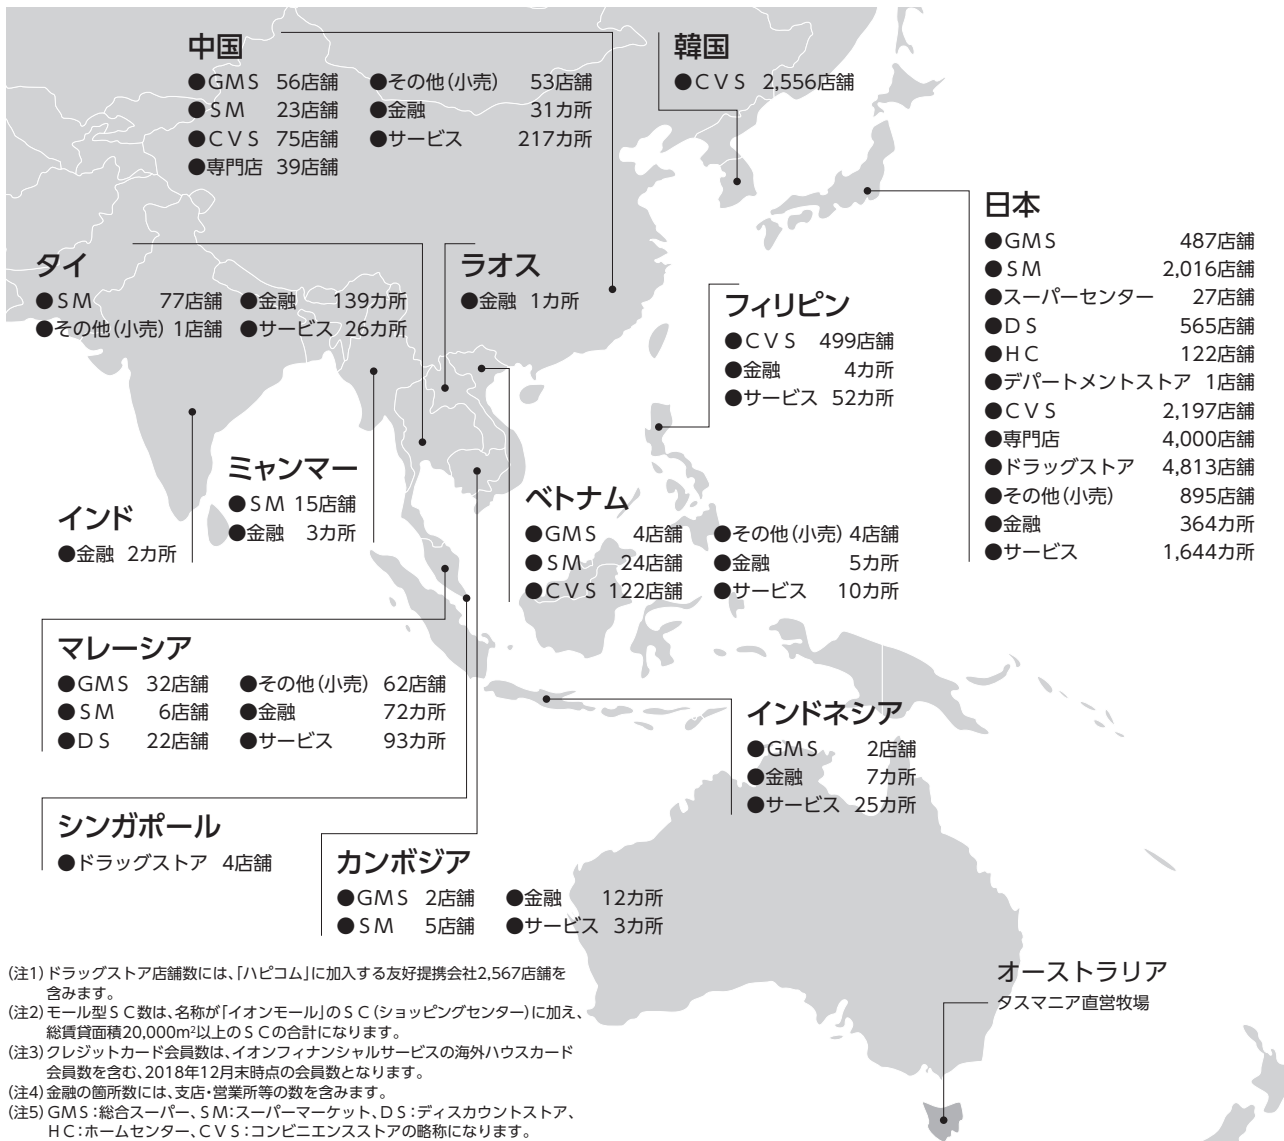 中国
●GMS 56店舗 ●その他(小売) 53店舗
●SM 23店舗 ●金融 31カ所
●CVS 75店舗 ●サービス 217カ所
●専門店 39店舗
韓国
●CVS 2,556店舗
日本
●GMS 487店舗
●SM 2,016店舗
●スーパーセンター 27店舗
●DS 565店舗
●HC 122店舗
●デパートメントストア 1店舗
●CVS 2,197店舗
●専門店 4,000店舗
●ドラッグストア 4,813店舗
●その他(小売) 895店舗
●金融 364カ所
●サービス 1,644カ所
タイ
●SM 77店舗 ●金融 139カ所
●その他(小売) 1店舗 ●サービス 26カ所
ラオス
●金融 1カ所
フィリピン
●CVS 499店舗
●金融 4カ所
●サービス 52カ所
ミャンマー
●SM 15店舗
●金融 3カ所
インド
●金融 2カ所
ベトナム
●GMS 4店舗 ●その他(小売) 4店舗
●SM 24店舗 ●金融 5カ所
●CVS 122店舗 ●サービス 10カ所
マレーシア
●GMS 32店舗 ●その他(小売) 62店舗
●SM 6店舗 ●金融 72カ所
●DS 22店舗 ●サービス 93カ所
インドネシア
●GMS 2店舗
●金融 7カ所
●サービス 25カ所
シンガポール
●ドラッグストア 4店舗
カンボジア
●GMS 2店舗 ●金融 12カ所
●SM 5店舗 ●サービス 3カ所
オーストラリア
タスマニア直営牧場
(注1)ドラッグストア店舗数には、「ハピコム」に加入する友好提携会社2,567店舗を
含みます。
(注2)モール型SC数は、名称が「イオンモール」のSC(ショッピングセンター)に加え、
総賃貸面積20,000m²以上のSCの合計になります。
(注3)クレジットカード会員数は、イオンフィナンシャルサービスの海外ハウスカード
会員数を含む、2018年12月末時点の会員数となります。
(注4)金融の箇所数には、支店・営業所等の数を含みます。
(注5)GMS:総合スーパー、SM:スーパーマーケット、DS:ディスカウントストア、
HC:ホームセンター、CVS:コンビニエンスストアの略称になります。